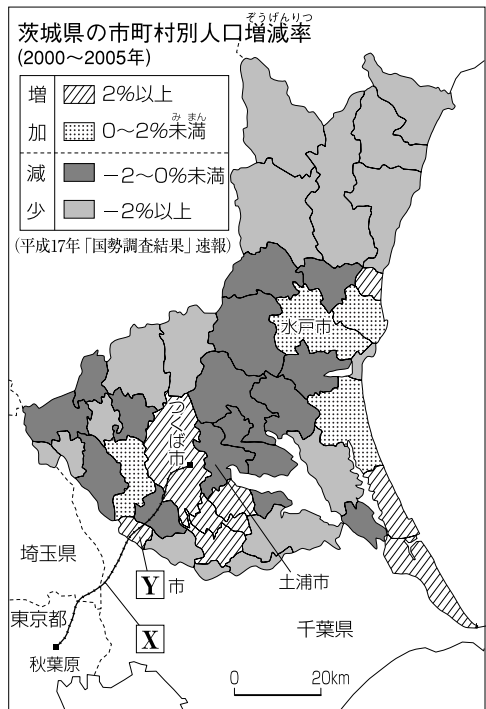 茨城県の市町村別人口増減率
ぞうげんりつ
(2000〜2005年)
増加
2%以上
0〜2%未満
みまん
減少
−2〜0%未満
−2%以上
(平成17年「国勢調査結果」速報)
水戸市
つくば市
埼玉県
Y 市
土浦市
東京都
X
千葉県
秋葉原
0 20km